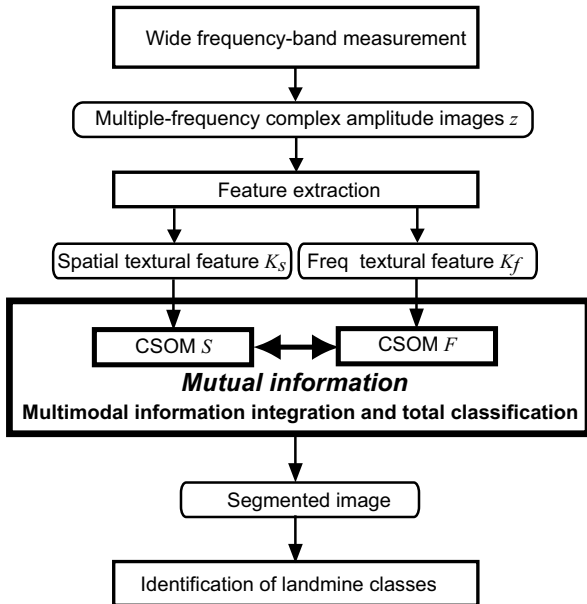 Wide frequency-band measurement
Multiple-frequency complex amplitude images z
Feature extraction
Spatial textural feature Ks
Freq textural feature Kf
CSOM S
CSOM F
Mutual information
Multimodal information integration and total classification
Segmented image
Identification of landmine classes